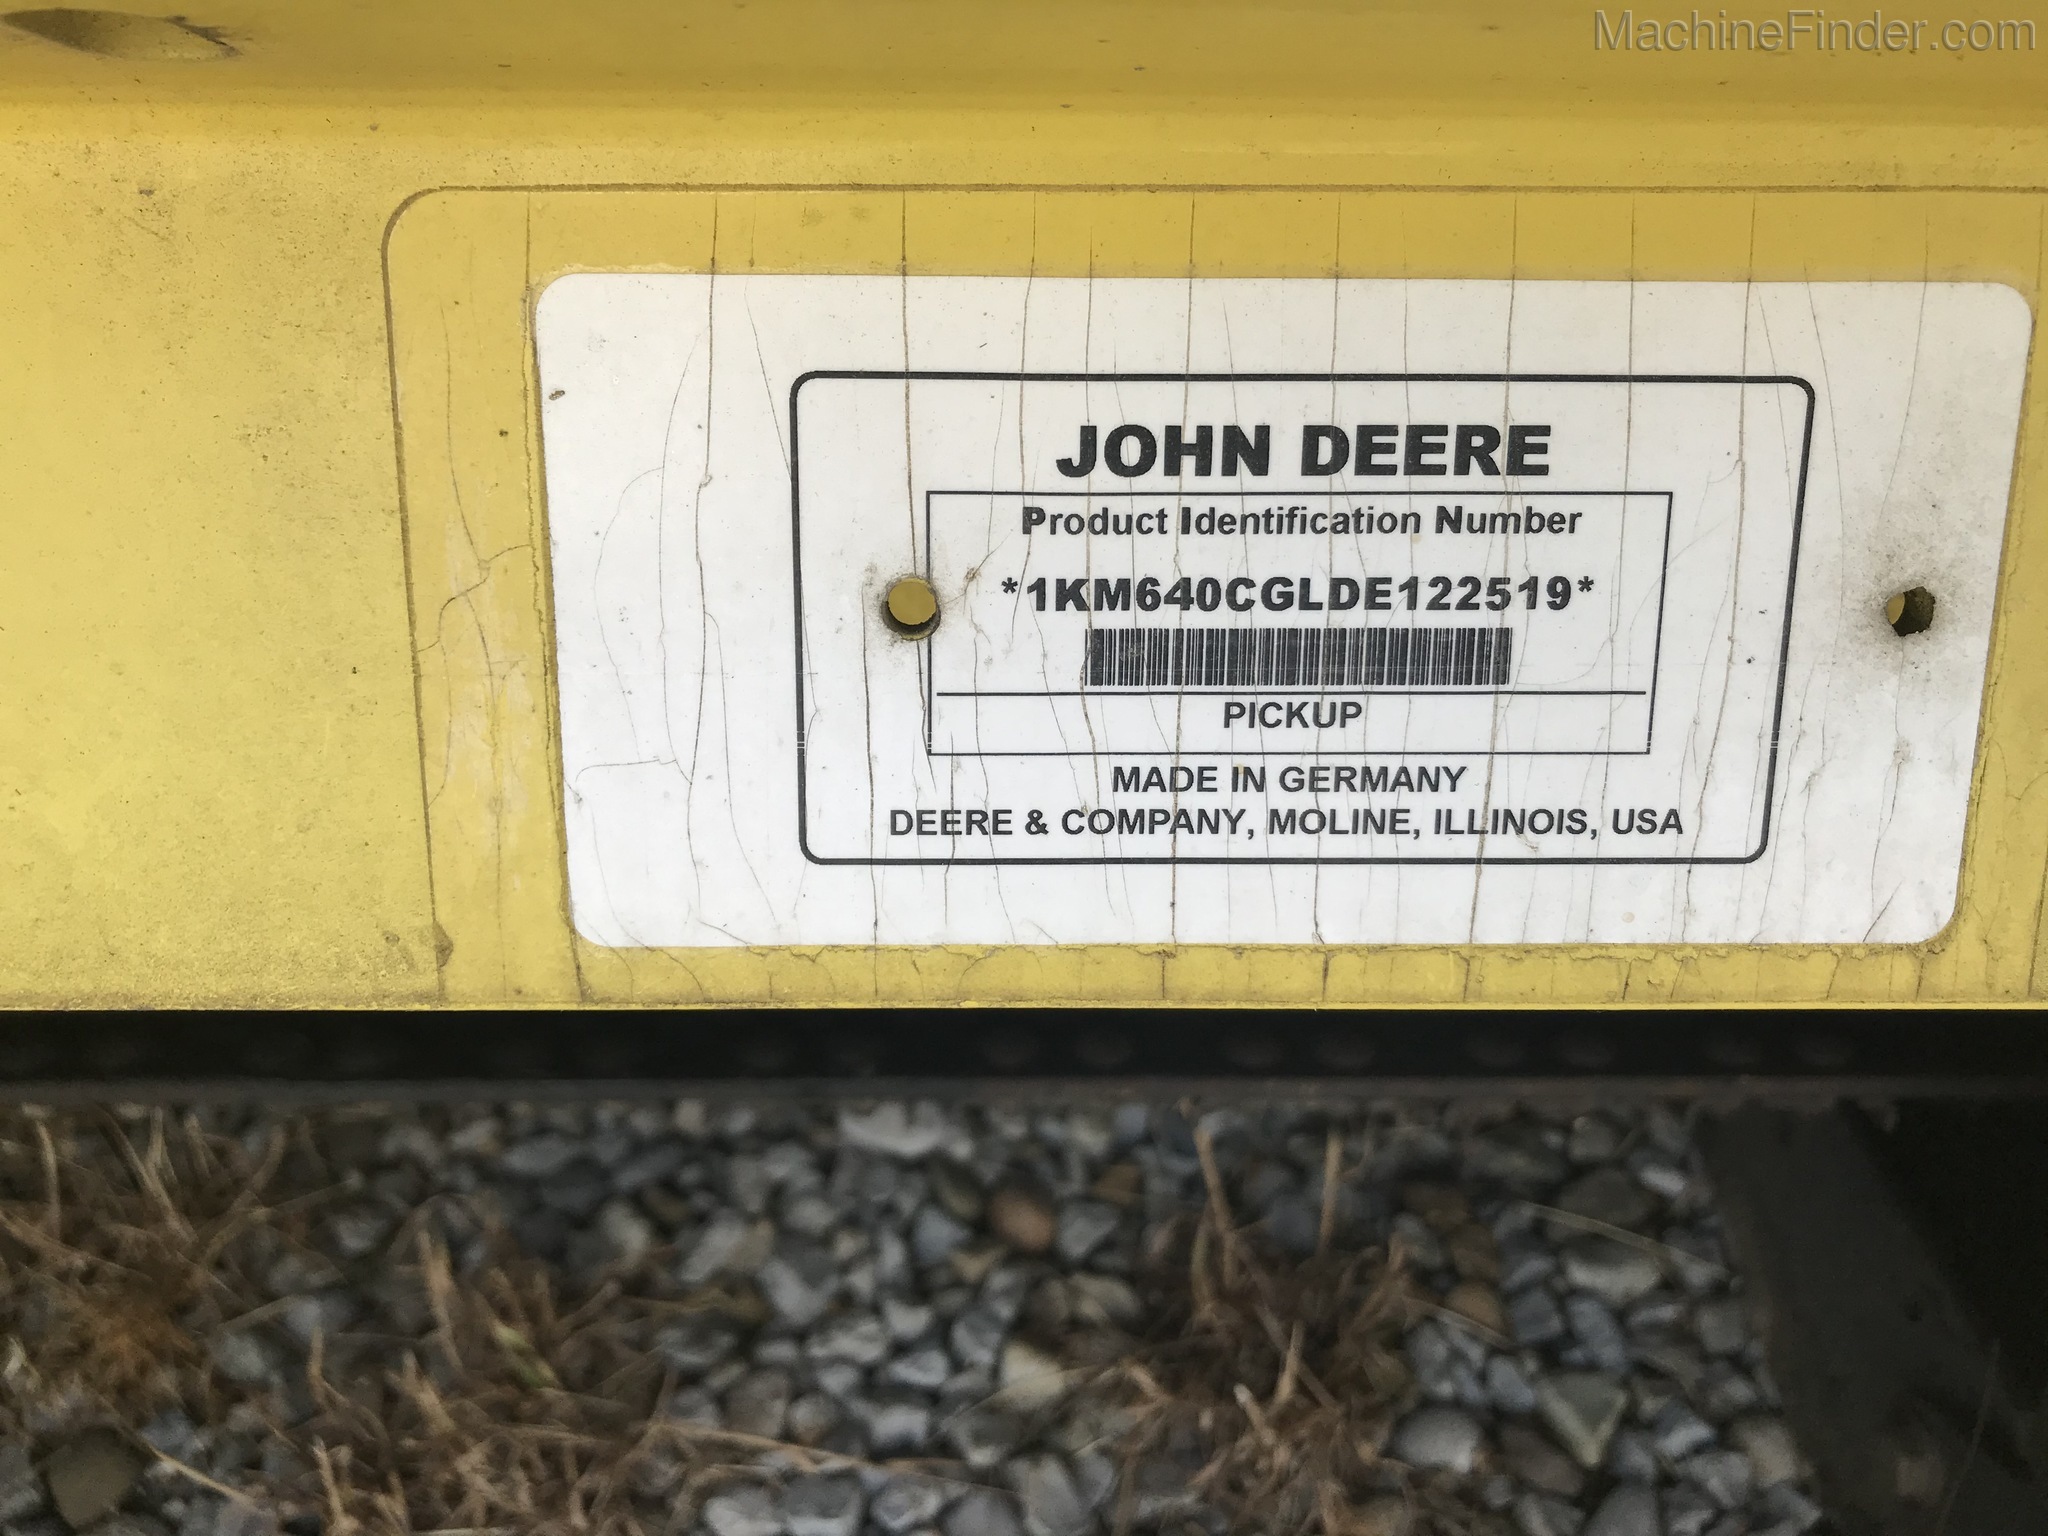 MachineFinder.com
JOHN DEERE
Product Identification Number
*1KM640CGLDE122519*
PICKUP
MADE IN GERMANY
DEERE & COMPANY, MOLINE, ILLINOIS, USA